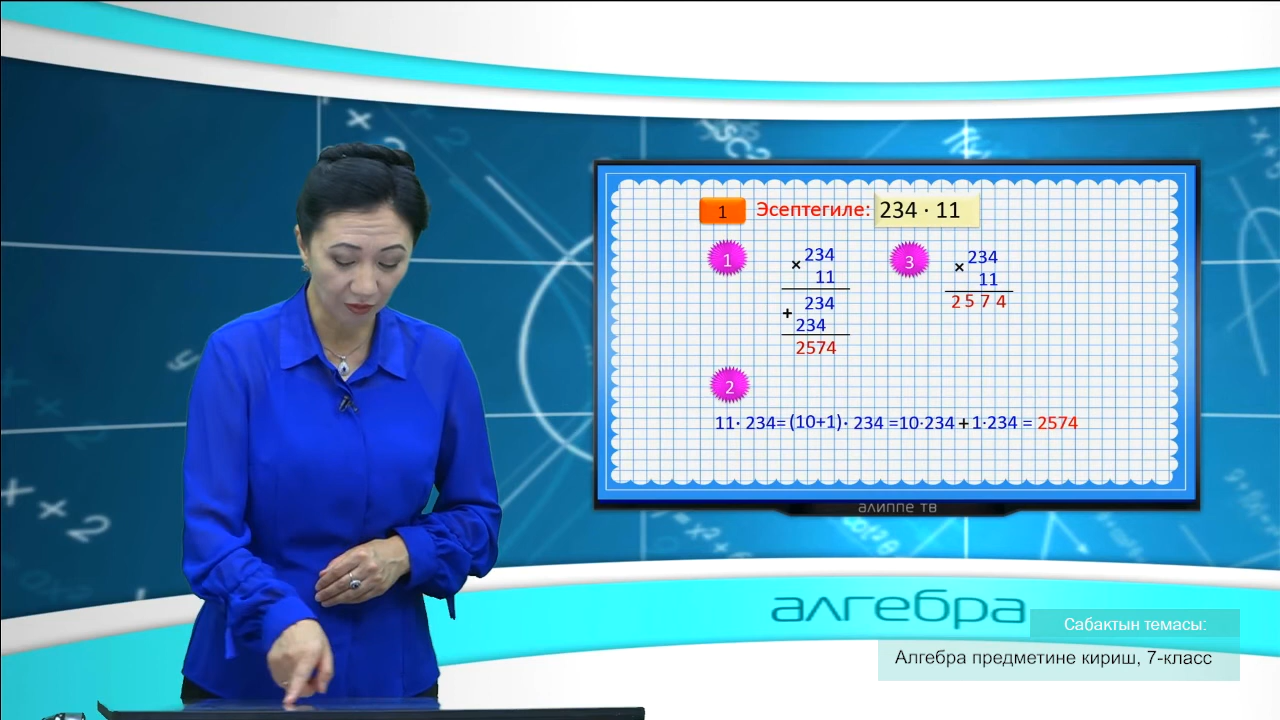 1 Эсептегиле: 234 · 11
1
× 234
11
+ 234
234
2574
3
× 234
11
2 5 7 4
2
11· 234= (10+1)· 234 =10·234 + 1·234 = 2574
алиппе тв
алгебра
Сабактын темасы:
Алгебра предметине кириш, 7-класс